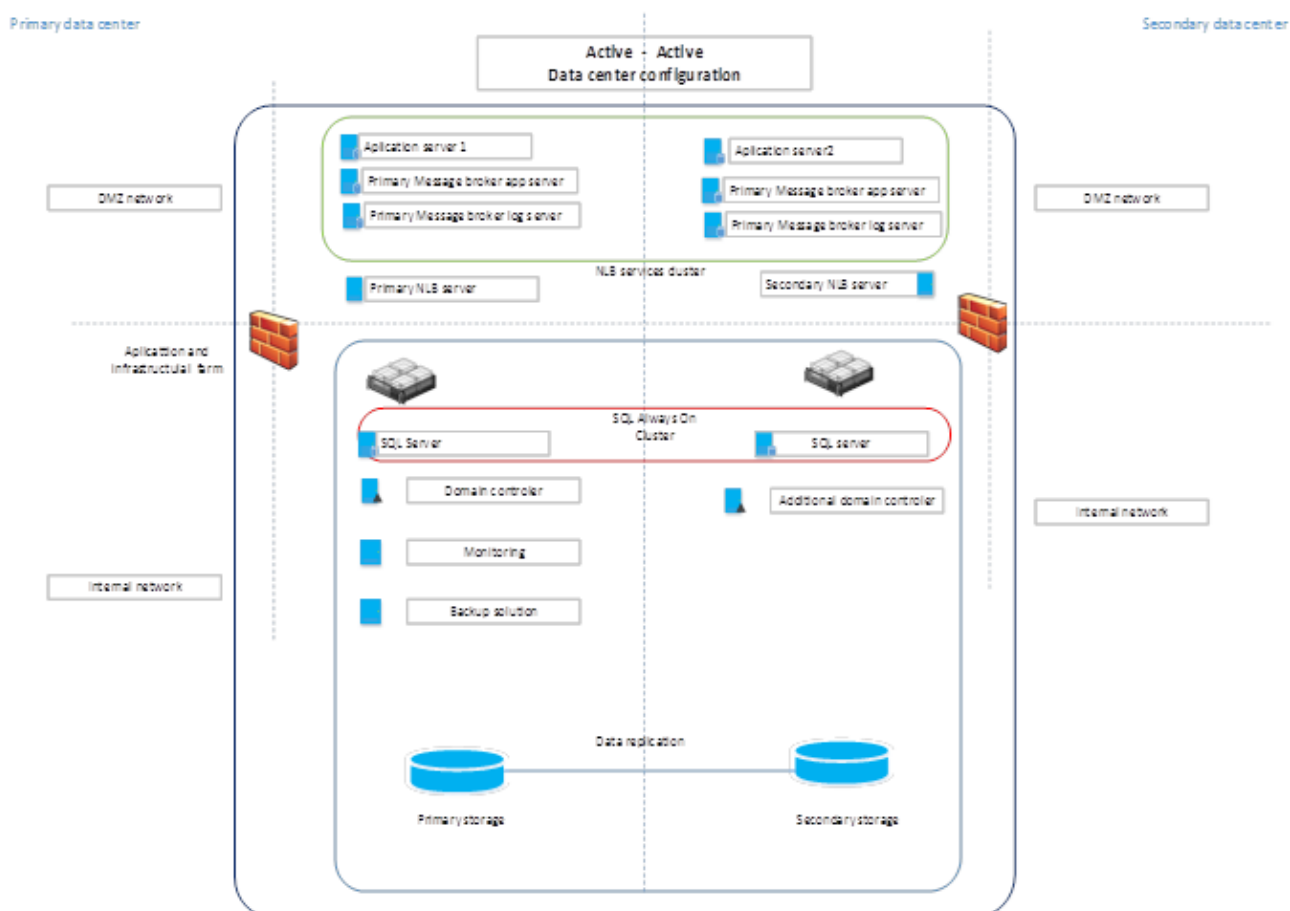 Primary data center
Secondary data center
Active - Active
Data center configuration
Aplication server 1
Aplication server2
Primary Message broker app server
Primary Message broker app server
Primary Message broker log server
Primary Message broker log server
DMZ network
DMZ network
NLB services cluster
Primary NLB server
Secondary NLB server
Aplicattion and
infrastructural farm
SQL Always On
Cluster
SQL Server
SQL server
Domain controler
Additional domain controler
Internal network
Monitoring
Internal network
Backup solution
Data replication
Primary storage
Secondary storage